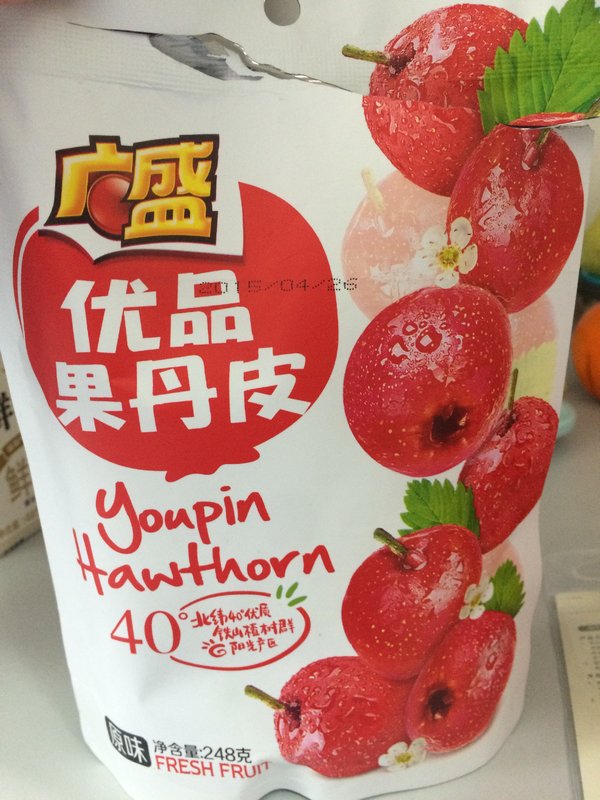 广盛
2015/04/26
优品
果丹皮
Youpin
Hawthorn
40°
北纬40°优质
铁山楂树群
阳光产区
原味
净含量:248克
FRESH FRUIT
鲜